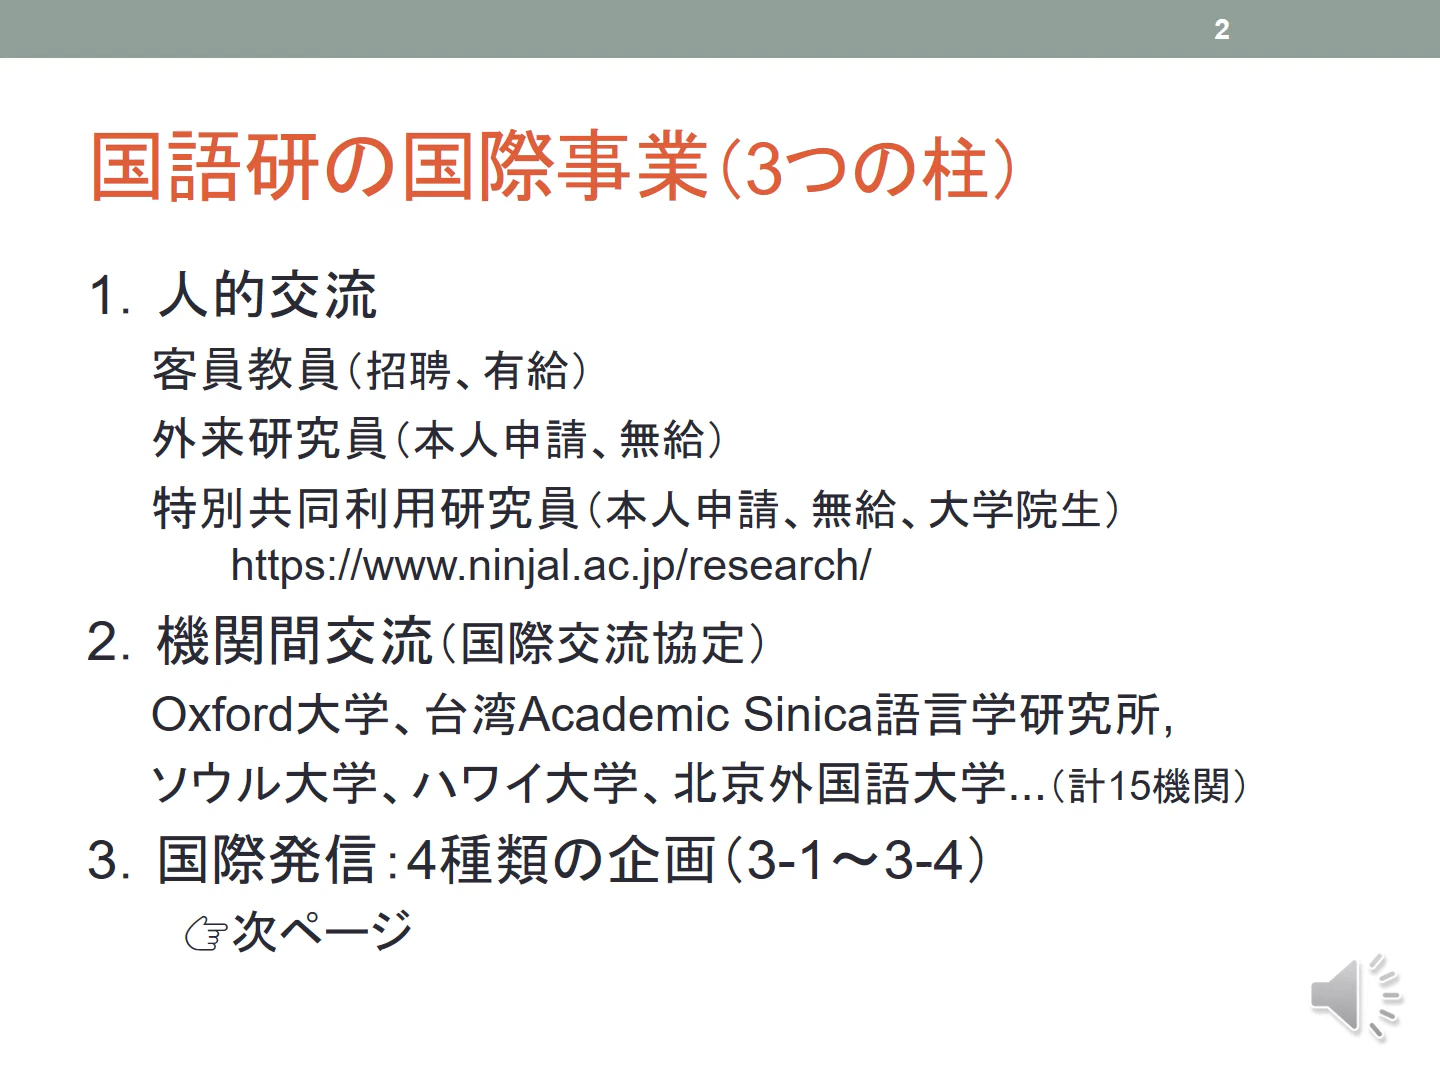 2
国語研の国際事業（3つの柱）
1. 人的交流
客員教員（招聘、有給）
外来研究員（本人申請、無給）
特別共同利用研究員（本人申請、無給、大学院生）
https://www.ninjal.ac.jp/research/
2. 機関間交流（国際交流協定）
Oxford大学、台湾Academic Sinica語言学研究所,
ソウル大学、ハワイ大学、北京外国語大学...（計15機関）
3. 国際発信：4種類の企画（3-1～3-4）
☞次ページ